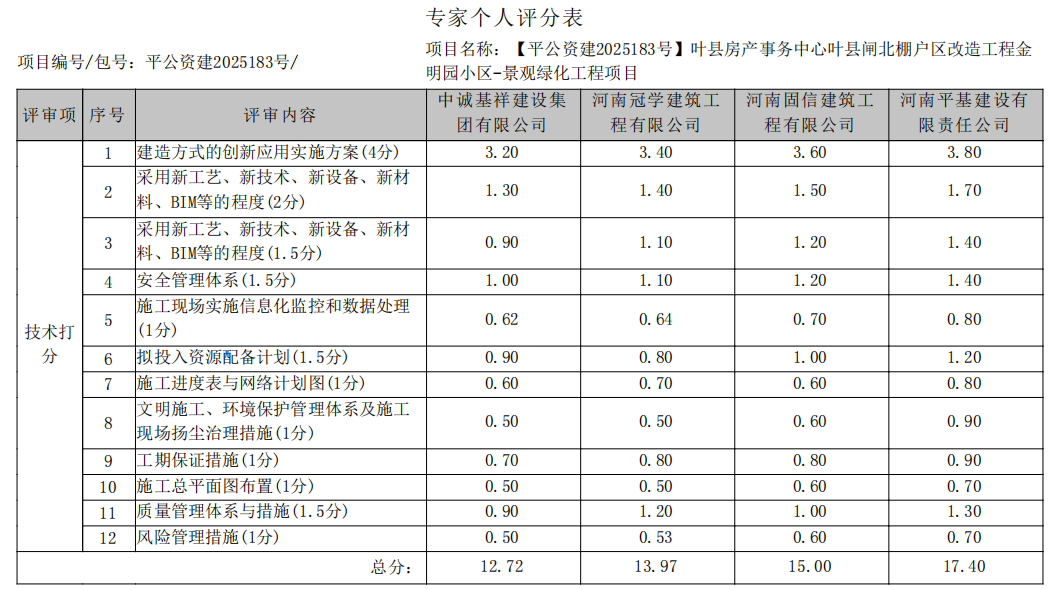 专家个人评分表
项目编号/包号: 平公资建2025183号/
项目名称: 【平公资建2025183号】叶县房产事务中心叶县闸北棚户区改造工程金
明园小区-景观绿化工程项目
评审项 序号 评审内容 中诚基祥建设集 河南冠学建筑工 河南固信建筑工 河南平基建设有
团有限公司 程有限公司 程有限公司 限责任公司
技术打
分
1 建造方式的创新应用实施方案(4分) 3.20 3.40 3.60 3.80
采用新工艺、新技术、新设备、新材
2 料、BIM等的程度(2分) 1.30 1.40 1.50 1.70
采用新工艺、新技术、新设备、新材
3 料、BIM等的程度(1.5分) 0.90 1.10 1.20 1.40
4 安全管理体系(1.5分) 1.00 1.10 1.20 1.40
施工现场实施信息化监控和数据处理
5 (1分) 0.62 0.64 0.70 0.80
6 拟投入资源配备计划(1.5分) 0.90 0.80 1.00 1.20
7 施工进度表与网络计划图(1分) 0.60 0.70 0.60 0.80
文明施工、环境保护管理体系及施工
8 现场扬尘治理措施(1分) 0.50 0.50 0.60 0.90
9 工期保证措施(1分) 0.70 0.80 0.80 0.90
10 施工总平面图布置(1分) 0.50 0.50 0.60 0.70
11 质量管理体系与措施(1.5分) 0.90 1.20 1.00 1.30
12 风险管理措施(1分) 0.50 0.53 0.60 0.70
总分: 12.72 13.97 15.00 17.40